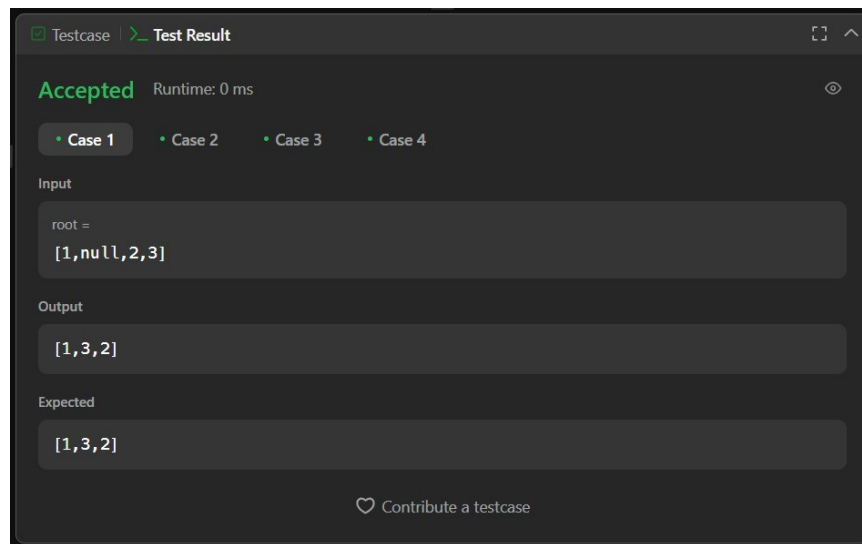 Testcase | >_ Test Result
Accepted Runtime: 0 ms
• Case 1 • Case 2 • Case 3 • Case 4
Input
root =
[1,null,2,3]
Output
[1,3,2]
Expected
[1,3,2]
Contribute a testcase